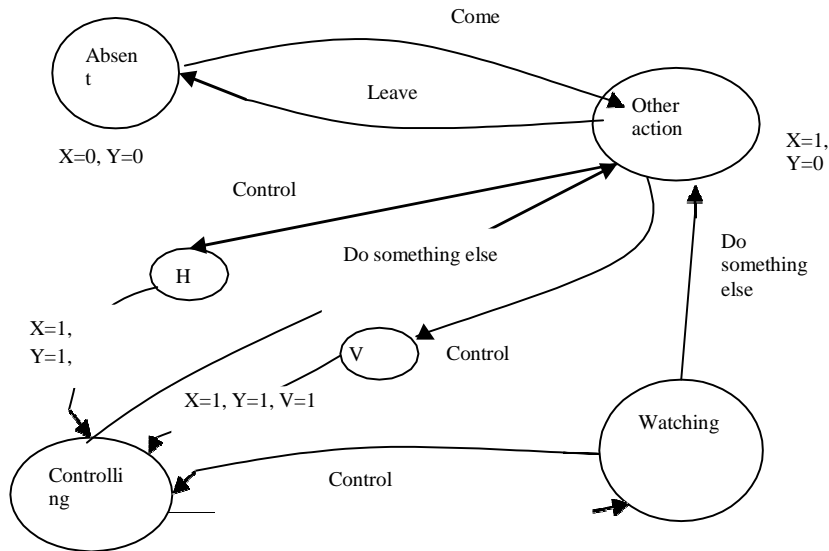 Come
Absen
t
Leave
Other
action
X=1,
Y=0
X=0, Y=0
Control
Do something else
Do
something
else
H
X=1,
Y=1,
V
Control
X=1, Y=1, V=1
Watching
Controlli
ng
Control